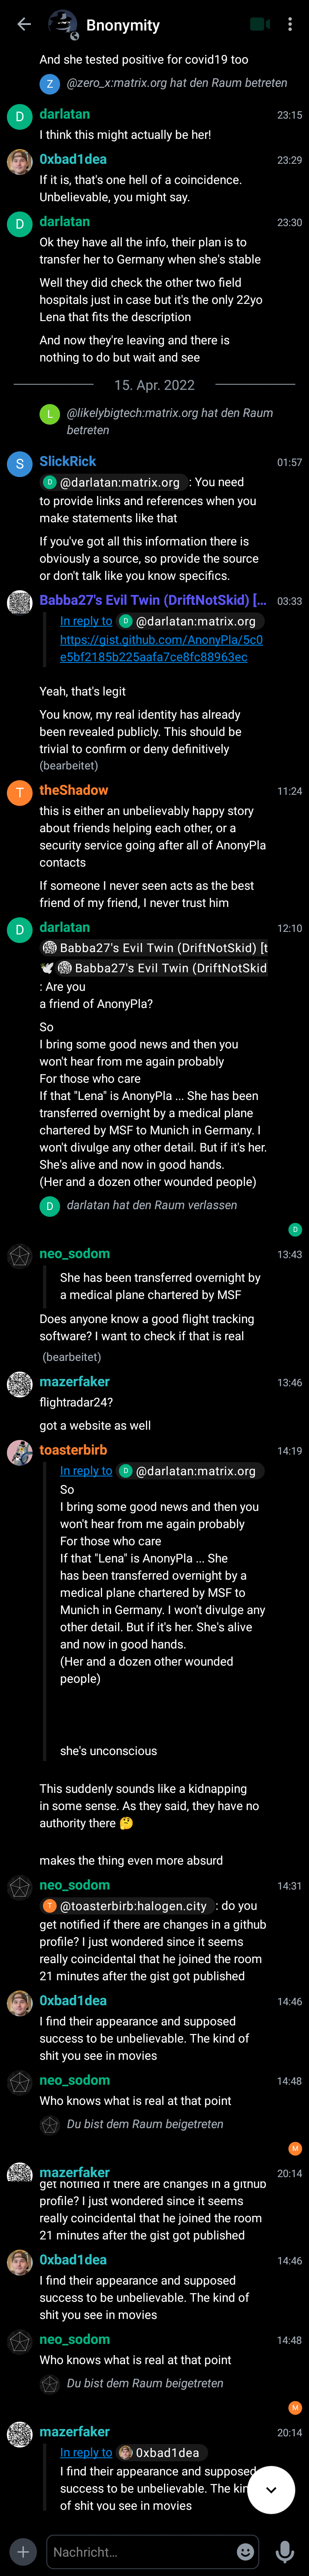 Bnonymity
And she tested positive for covid19 too
Z @zero_x:matrix.org hat den Raum betreten
D darlatan 23:15
I think this might actually be her!
0xbad1dea 23:29
If it is, that's one hell of a coincidence.
Unbelievable, you might say.
D darlatan 23:30
Ok they have all the info, their plan is to
transfer her to Germany when she's stable
Well they did check the other two field
hospitals just in case but it's the only 22yo
Lena that fits the description
And now they're leaving and there is
nothing to do but wait and see
15. Apr. 2022
L @likelybigtech:matrix.org hat den Raum
betreten
S SlickRick 01:57
D @darlatan:matrix.org : You need
to provide links and references when you
make statements like that
If you've got all this information there is
obviously a source, so provide the source
or don't talk like you know specifics.
Babba27's Evil Twin (DriftNotSkid) [... 03:33
In reply to D @darlatan:matrix.org
https://gist.github.com/AnonyPla/5c0
e5bf2185b225aafa7ce8fc88963ec
Yeah, that's legit
You know, my real identity has already
been revealed publicly. This should be
trivial to confirm or deny definitively
(bearbeitet)
T theShadow 11:24
this is either an unbelievably happy story
about friends helping each other, or a
security service going after all of AnonyPla
contacts
If someone I never seen acts as the best
friend of my friend, I never trust him
D darlatan 12:10
Babba27's Evil Twin (DriftNotSkid) [t
🕊 Babba27's Evil Twin (DriftNotSkid
: Are you
a friend of AnonyPla?
So
I bring some good news and then you
won't hear from me again probably
For those who care
If that "Lena" is AnonyPla ... She has been
transferred overnight by a medical plane
chartered by MSF to Munich in Germany. I
won't divulge any other detail. But if it's her.
She's alive and now in good hands.
(Her and a dozen other wounded people)
D darlatan hat den Raum verlassen
D
neo_sodom 13:43
She has been transferred overnight by
a medical plane chartered by MSF
Does anyone know a good flight tracking
software? I want to check if that is real
(bearbeitet)
mazerfaker 13:46
flightradar24?
got a website as well
toasterbirb 14:19
In reply to D @darlatan:matrix.org
So
I bring some good news and then you
won't hear from me again probably
For those who care
If that "Lena" is AnonyPla ... She
has been transferred overnight by a
medical plane chartered by MSF to
Munich in Germany. I won't divulge any
other detail. But if it's her. She's alive
and now in good hands.
(Her and a dozen other wounded
people)
she's unconscious
This suddenly sounds like a kidnapping
in some sense. As they said, they have no
authority there 🤔
makes the thing even more absurd
neo_sodom 14:31
T @toasterbirb:halogen.city : do you
get notified if there are changes in a github
profile? I just wondered since it seems
really coincidental that he joined the room
21 minutes after the gist got published
0xbad1dea 14:46
I find their appearance and supposed
success to be unbelievable. The kind of
shit you see in movies
neo_sodom 14:48
Who knows what is real at that point
Du bist dem Raum beigetreten
M
mazerfaker 20:14
get notified if there are changes in a github
profile? I just wondered since it seems
really coincidental that he joined the room
21 minutes after the gist got published
0xbad1dea 14:46
I find their appearance and supposed
success to be unbelievable. The kind of
shit you see in movies
neo_sodom 14:48
Who knows what is real at that point
Du bist dem Raum beigetreten
M
mazerfaker 20:14
In reply to 0xbad1dea
I find their appearance and supposed
success to be unbelievable. The kin
of shit you see in movies
Nachricht...